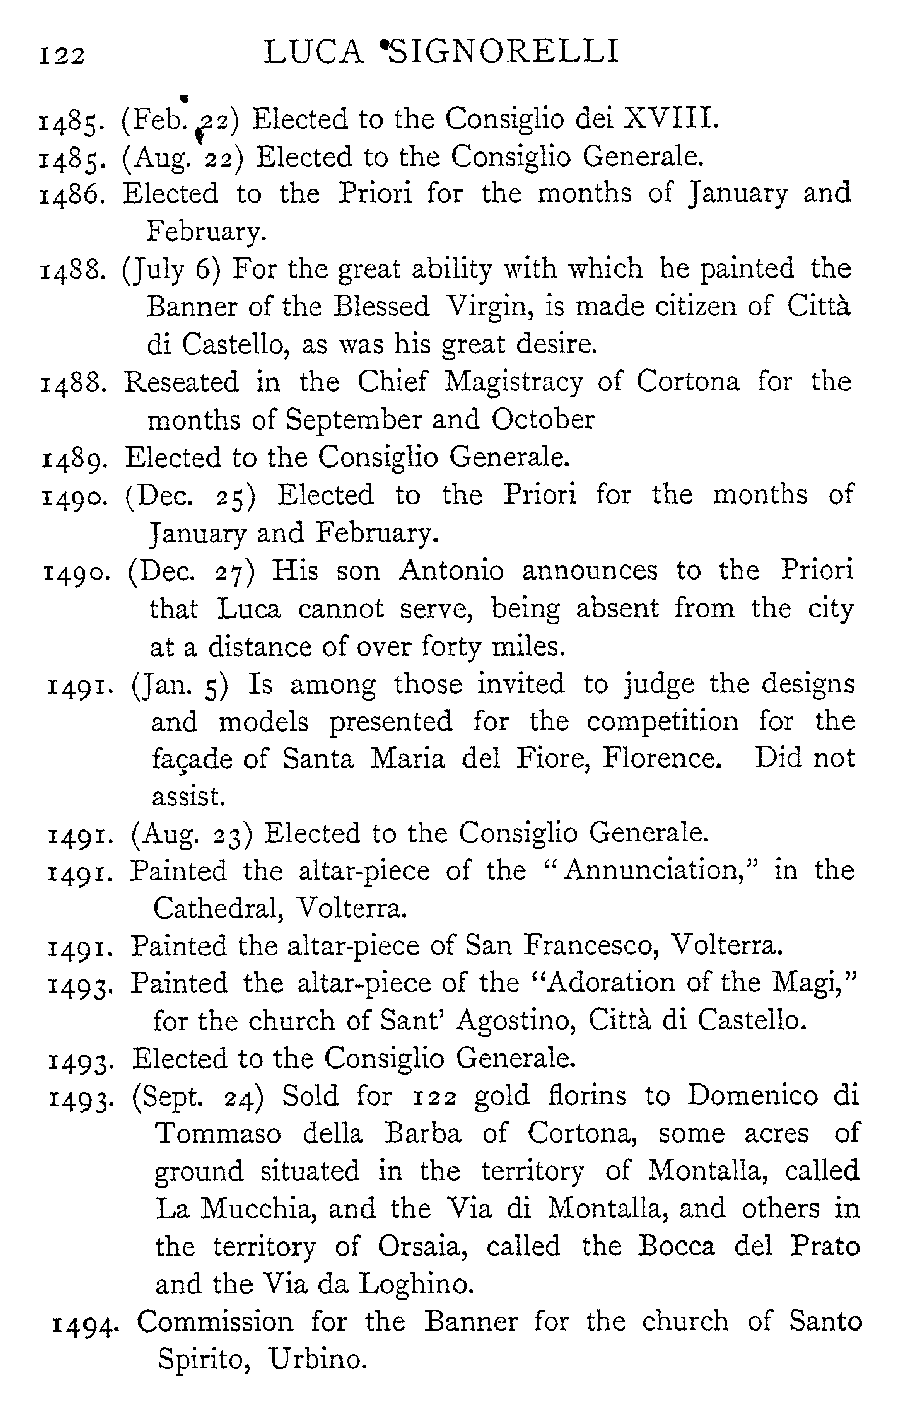 122 LUCA SIGNORELLI
1485. (Feb. 22) Elected to the Consiglio dei XVIII.
1485. (Aug. 22) Elected to the Consiglio Generale.
1486. Elected to the Priori for the months of January and
February.
1488. (July 6) For the great ability with which he painted the
Banner of the Blessed Virgin, is made citizen of Città
di Castello, as was his great desire.
1488. Reseated in the Chief Magistracy of Cortona for the
months of September and October
1489. Elected to the Consiglio Generale.
1490. (Dec. 25) Elected to the Priori for the months of
January and February.
1490. (Dec. 27) His son Antonio announces to the Priori
that Luca cannot serve, being absent from the city
at a distance of over forty miles.
1491. (Jan. 5) Is among those invited to judge the designs
and models presented for the competition for the
façade of Santa Maria del Fiore, Florence. Did not
assist.
1491. (Aug. 23) Elected to the Consiglio Generale.
1491. Painted the altar-piece of the "Annunciation," in the
Cathedral, Volterra.
1491. Painted the altar-piece of San Francesco, Volterra.
1493. Painted the altar-piece of the "Adoration of the Magi,"
for the church of Sant' Agostino, Città di Castello.
1493. Elected to the Consiglio Generale.
1493. (Sept. 24) Sold for 122 gold florins to Domenico di
Tommaso della Barba of Cortona, some acres of
ground situated in the territory of Montalla, called
La Mucchia, and the Via di Montalla, and others in
the territory of Orsaia, called the Bocca del Prato
and the Via da Loghino.
1494. Commission for the Banner for the church of Santo
Spirito, Urbino.